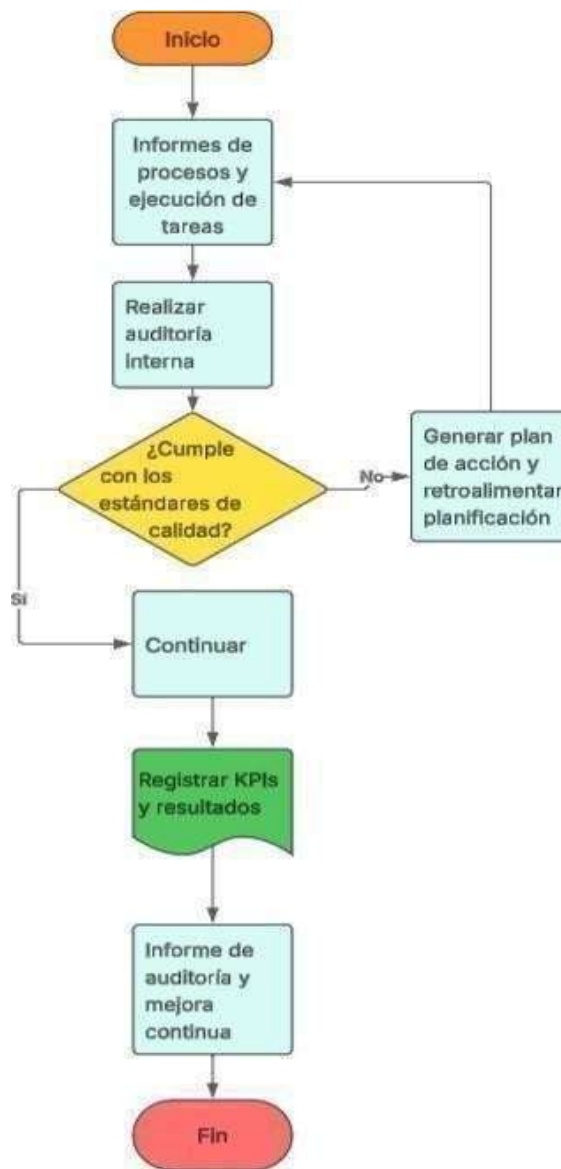 Inicio
Informes de
procesos y
ejecución de
tareas
Realizar
auditoría
interna
¿Cumple
con los
estándares de
calidad?
No
Generar plan
de acción y
retroalimentar
planificación
Sí
Continuar
Registrar KPIs
y resultados
Informe de
auditoría y
mejora
continua
Fin